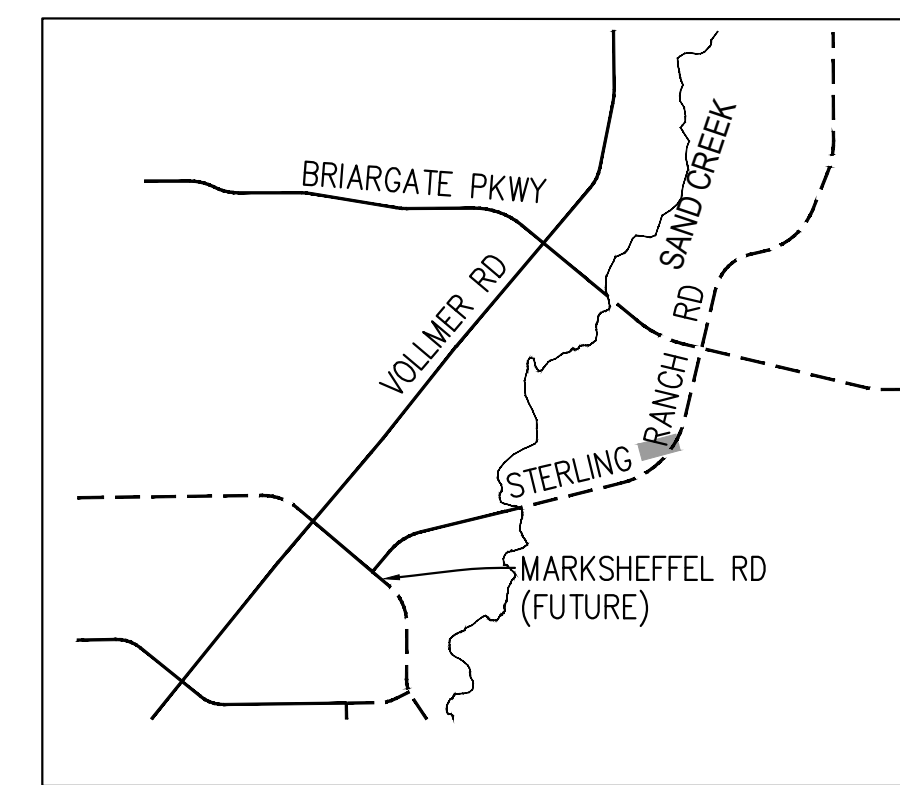 BRIARGATE PKWY
SAND CREEK
VOLLMER RD
STERLING RANCH RD
MARKSHEFFEL RD
(FUTURE)